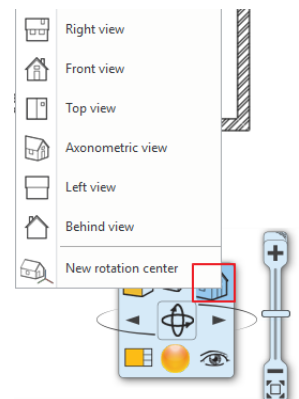 Right view
Front view
Top view
Axonometric view
Left view
Behind view
New rotation center